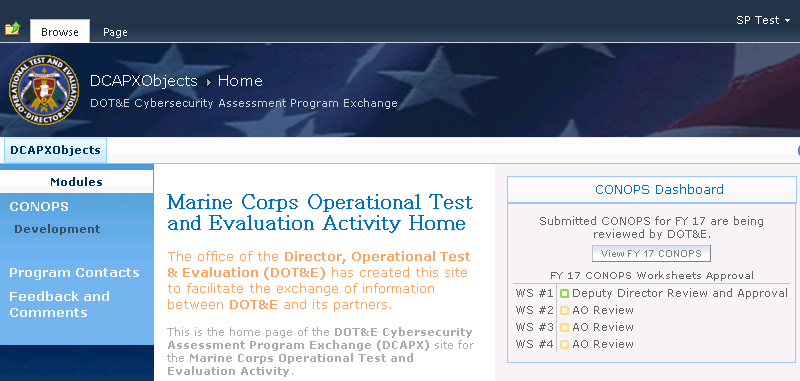 SP Test
Browse
Page
DCAPXObjects ▸ Home
DOT&E Cybersecurity Assessment Program Exchange
OPERATIONAL TEST AND EVALUATION
DIRECTOR
DCAPXObjects
Modules
CONOPS
Development
Program Contacts
Feedback and
Comments
Marine Corps Operational Test
and Evaluation Activity Home
The office of the Director, Operational Test
& Evaluation (DOT&E) has created this site
to facilitate the exchange of information
between DOT&E and its partners.
This is the home page of the DOT&E Cybersecurity
Assessment Program Exchange (DCAPX) site for
the Marine Corps Operational Test and
Evaluation Activity.
CONOPS Dashboard
Submitted CONOPS for FY 17 are being
reviewed by DOT&E.
View FY 17 CONOPS
FY 17 CONOPS Worksheets Approval
WS #1 Deputy Director Review and Approval
WS #2 AO Review
WS #3 AO Review
WS #4 AO Review